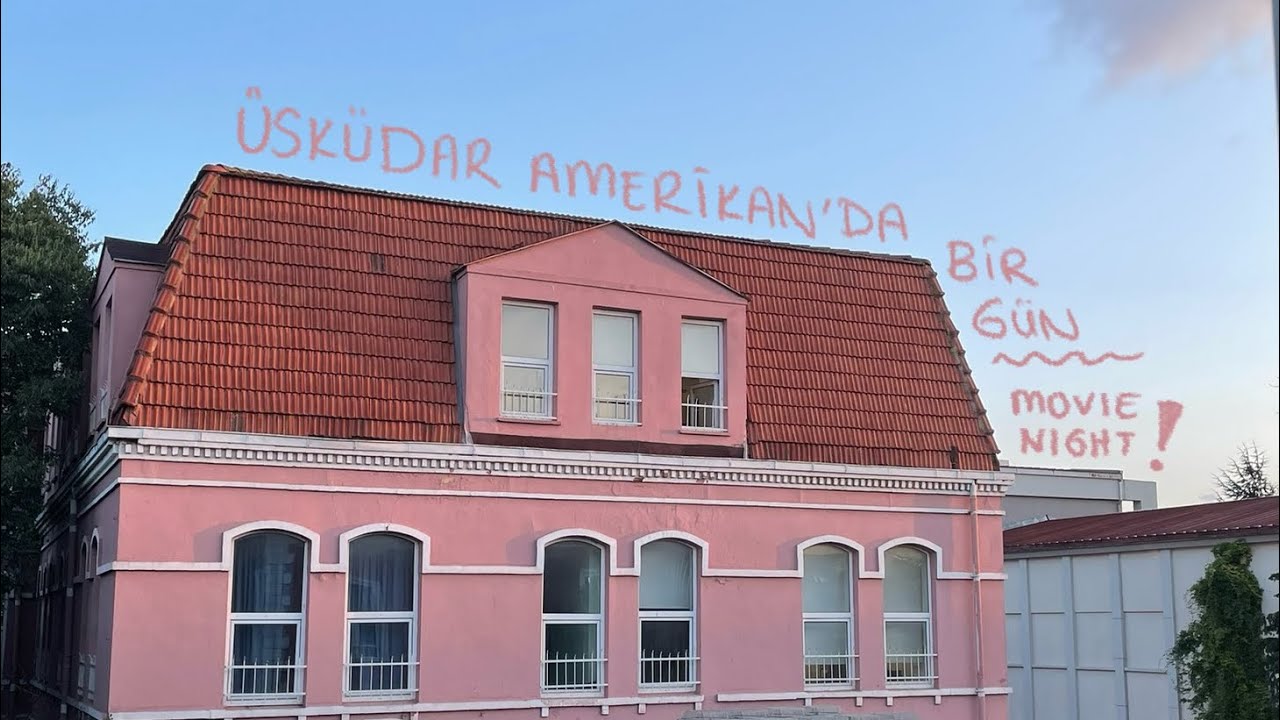 ÜSKÜDAR AMERİKAN'DA
BİR
GÜN
MOVIE
NIGHT!